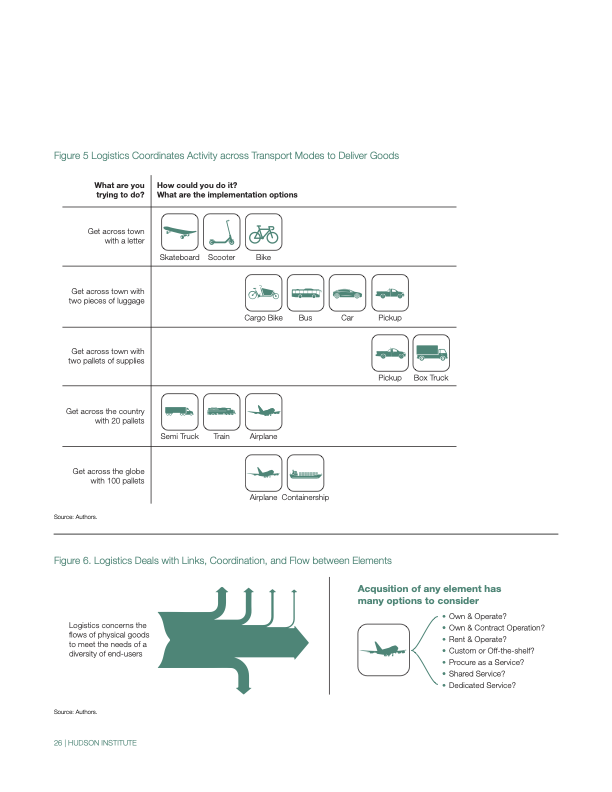 Figure 5 Logistics Coordinates Activity across Transport Modes to Deliver Goods
What are you
trying to do?
How could you do it?
What are the implementation options
Get across town
with a letter
Skateboard Scooter Bike
Get across town with
two pieces of luggage
Cargo Bike Bus Car Pickup
Get across town with
two pallets of supplies
Pickup Box Truck
Get across the country
with 20 pallets
Semi Truck Train Airplane
Get across the globe
with 100 pallets
Airplane Containership
Source: Authors.
Figure 6. Logistics Deals with Links, Coordination, and Flow between Elements
Logistics concerns the
flows of physical goods
to meet the needs of a
diversity of end-users
Acqusition of any element has
many options to consider
• Own & Operate?
• Own & Contract Operation?
• Rent & Operate?
• Custom or Off-the-shelf?
• Procure as a Service?
• Shared Service?
• Dedicated Service?
Source: Authors.
26 | HUDSON INSTITUTE